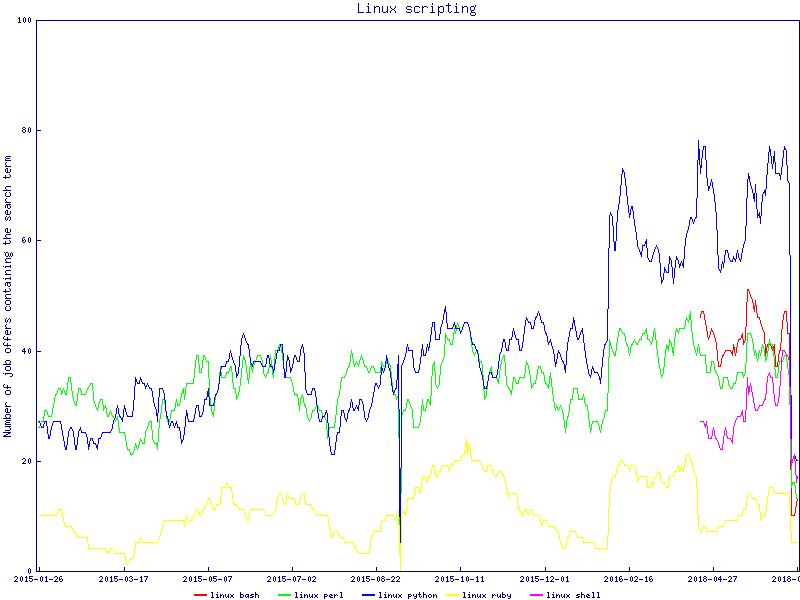 Linux scripting
Number of job offers containing the search term
100
80
60
40
20
0
2015-01-26 2015-03-17 2015-05-07 2015-07-02 2015-08-22 2015-10-11 2015-12-01 2016-02-16 2018-04-27 2018-0
linux bash linux perl linux python linux ruby linux shell